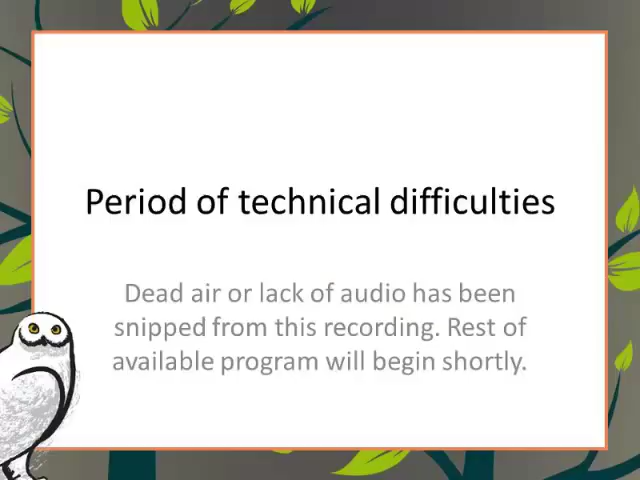 Period of technical difficulties
Dead air or lack of audio has been
snipped from this recording. Rest of
available program will begin shortly.